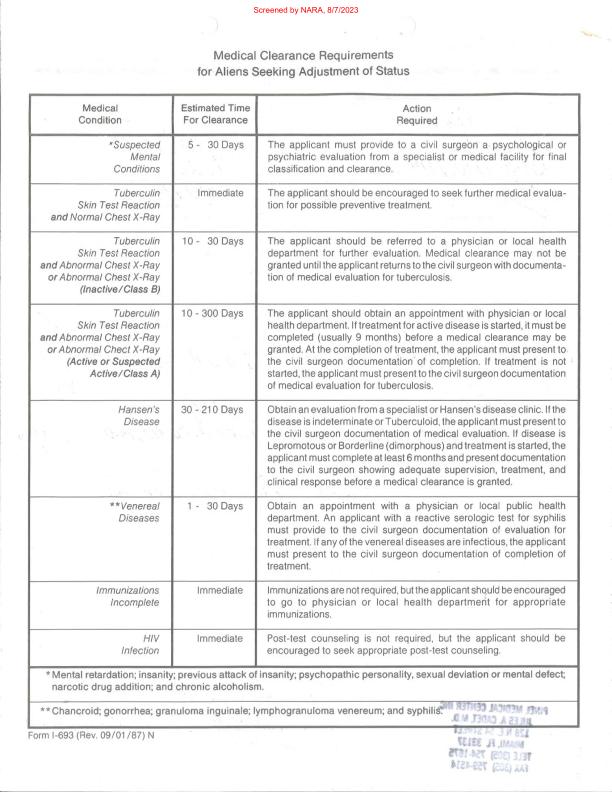 Screened by NARA, 8/7/2023
Medical Clearance Requirements
for Aliens Seeking Adjustment of Status
Medical
Condition
Estimated Time
For Clearance
Action
Required
*Suspected
Mental
Conditions
5 - 30 Days
The applicant must provide to a civil surgeon a psychological or
psychiatric evaluation from a specialist or medical facility for final
classification and clearance.
Tuberculin
Skin Test Reaction
and Normal Chest X-Ray
Immediate
The applicant should be encouraged to seek further medical evalua-
tion for possible preventive treatment.
Tuberculin
Skin Test Reaction
and Abnormal Chest X-Ray
or Abnormal Chest X-Ray
(Inactive/Class B)
10 - 30 Days
The applicant should be referred to a physician or local health
department for further evaluation. Medical clearance may not be
granted until the applicant returns to the civil surgeon with documenta-
tion of medical evaluation for tuberculosis.
Tuberculin
Skin Test Reaction
and Abnormal Chest X-Ray
or Abnormal Chect X-Ray
(Active or Suspected
Active/Class A)
10 - 300 Days
The applicant should obtain an appointment with physician or local
health department. If treatment for active disease is started, it must be
completed (usually 9 months) before a medical clearance may be
granted. At the completion of treatment, the applicant must present to
the civil surgeon documentation of completion. If treatment is not
started, the applicant must present to the civil surgeon documentation
of medical evaluation for tuberculosis.
Hansen's
Disease
30 - 210 Days
Obtain an evaluation from a specialist or Hansen's disease clinic. If the
disease is indeterminate or Tuberculoid, the applicant must present to
the civil surgeon documentation of medical evaluation. If disease is
Lepromotous or Borderline (dimorphous) and treatment is started, the
applicant must complete at least 6 months and present documentation
to the civil surgeon showing adequate supervision, treatment, and
clinical response before a medical clearance is granted.
**Venereal
Diseases
1 - 30 Days
Obtain an appointment with a physician or local public health
department. An applicant with a reactive serologic test for syphilis
must provide to the civil surgeon documentation of evaluation for
treatment. If any of the venereal diseases are infectious, the applicant
must present to the civil surgeon documentation of completion of
treatment.
Immunizations
Incomplete
Immediate
Immunizations are not required, but the applicant should be encouraged
to go to physician or local health department for appropriate
immunizations.
HIV
Infection
Immediate
Post-test counseling is not required, but the applicant should be
encouraged to seek appropriate post-test counseling.
* Mental retardation; insanity; previous attack of insanity; psychopathic personality, sexual deviation or mental defect;
narcotic drug addition; and chronic alcoholism.
** Chancroid; gonorrhea; granuloma inguinale; lymphogranuloma venereum; and syphilis.
MEDICAL CENTER INC
MIAMI, FL 33137
Form I-693 (Rev. 09/01/87) N